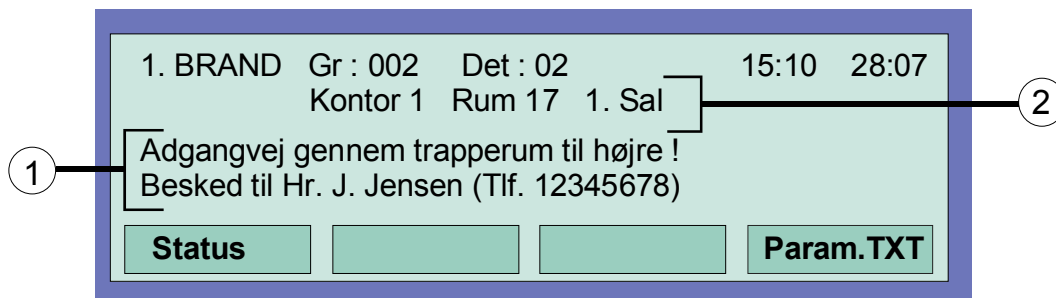 1. BRAND Gr : 002 Det : 02 15:10 28:07
Kontor 1 Rum 17 1. Sal
2
1
Adgangvej gennem trapperum til højre !
Besked til Hr. J. Jensen (Tlf. 12345678)
Status Param.TXT